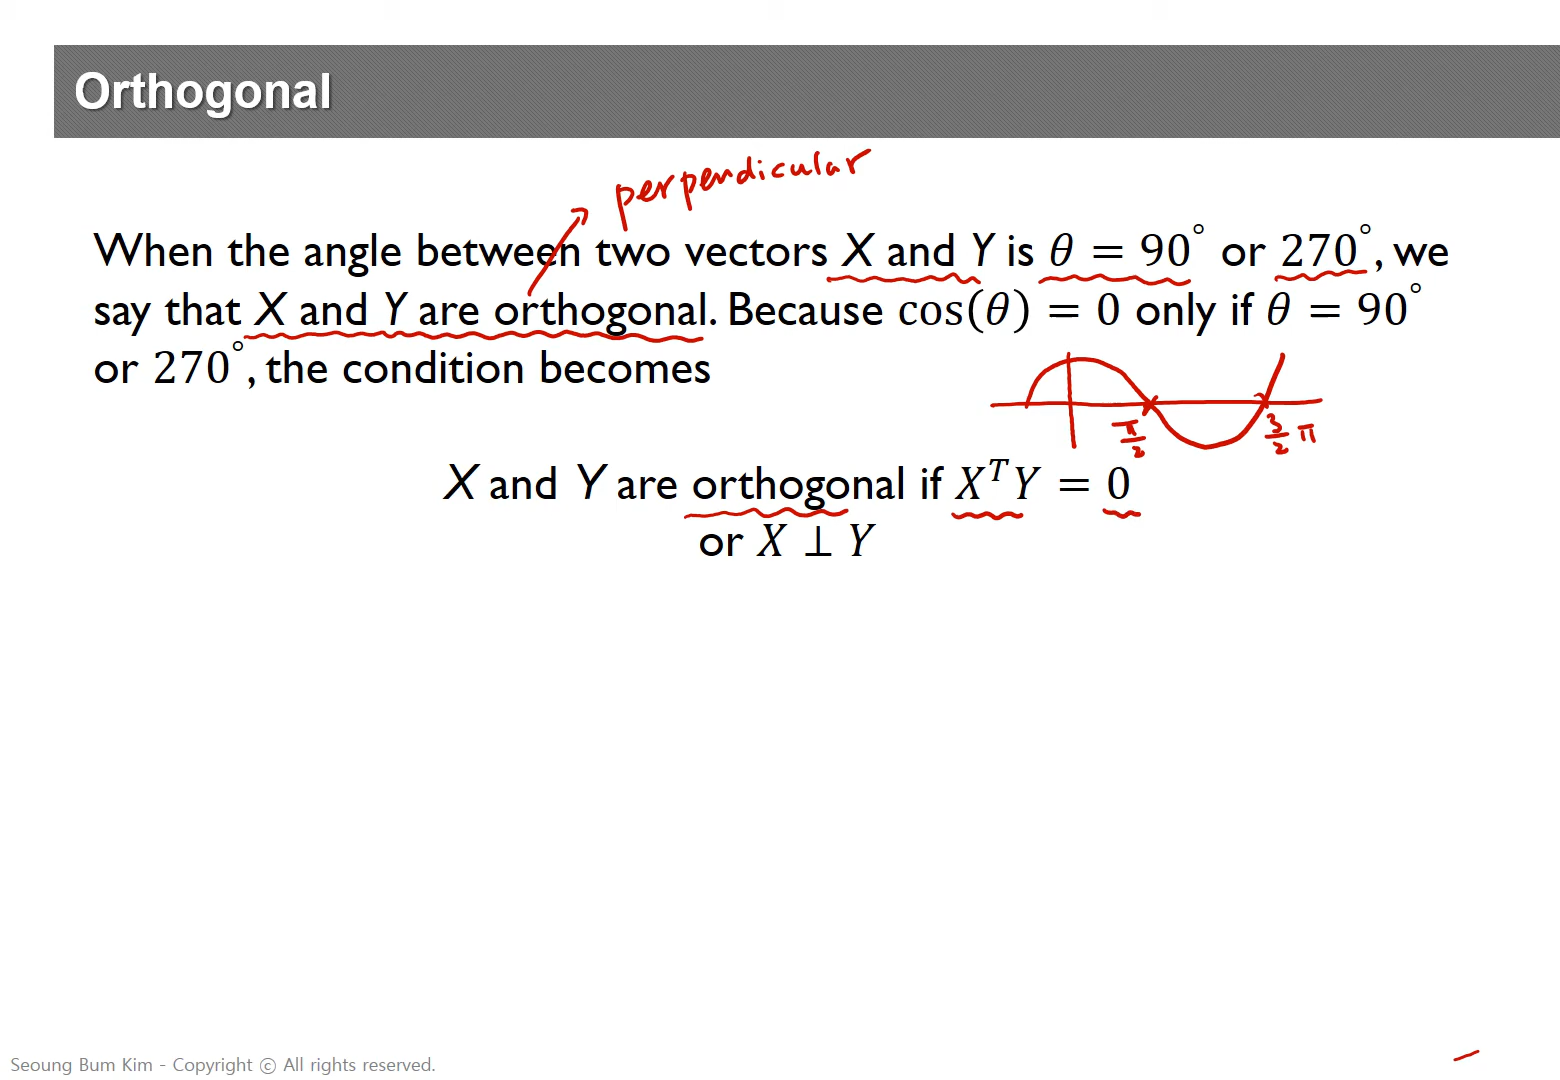 Orthogonal
perpendicular
When the angle between two vectors X and Y is θ = 90° or 270°, we
say that X and Y are orthogonal. Because cos(θ) = 0 only if θ = 90°
or 270°, the condition becomes
π/2 3/2 π
X and Y are orthogonal if XᵀY = 0
or X ⊥ Y
Seoung Bum Kim - Copyright ⓒ All rights reserved.